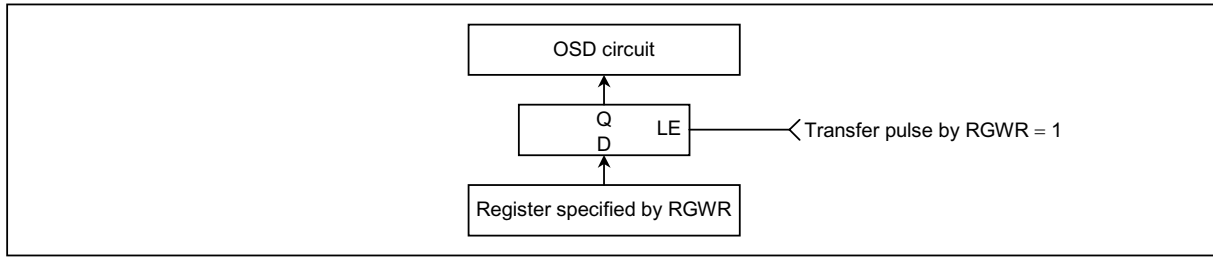 OSD circuit
Q
LE
D
Transfer pulse by RGWR = 1
Register specified by RGWR